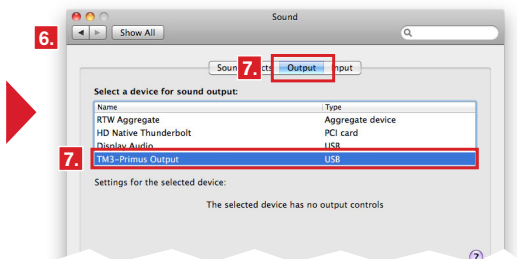 Sound
6.
Show All
7.
Output
Input
Select a device for sound output:
Name Type
RTW Aggregate Aggregate device
HD Native Thunderbolt PCI card
Display Audio USB
7.
TM3-Primus Output USB
Settings for the selected device:
The selected device has no output controls
?